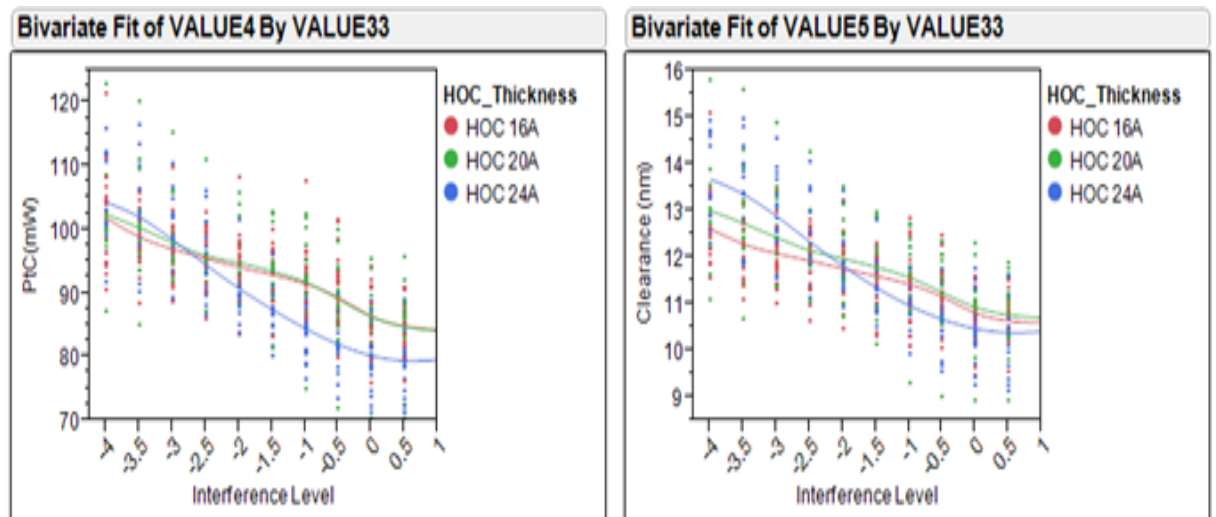 Bivariate Fit of VALUE4 By VALUE33
120
110
100
90
80
70
PtC(mW)
-4
-3.5
-3
-2.5
-2
-1.5
-1
-0.5
0
0.5
1
Interference Level
HOC_Thickness
HOC 16A
HOC 20A
HOC 24A
Bivariate Fit of VALUE5 By VALUE33
16
15
14
13
12
11
10
9
Clearance (nm)
-4
-3.5
-3
-2.5
-2
-1.5
-1
-0.5
0
0.5
1
Interference Level
HOC_Thickness
HOC 16A
HOC 20A
HOC 24A